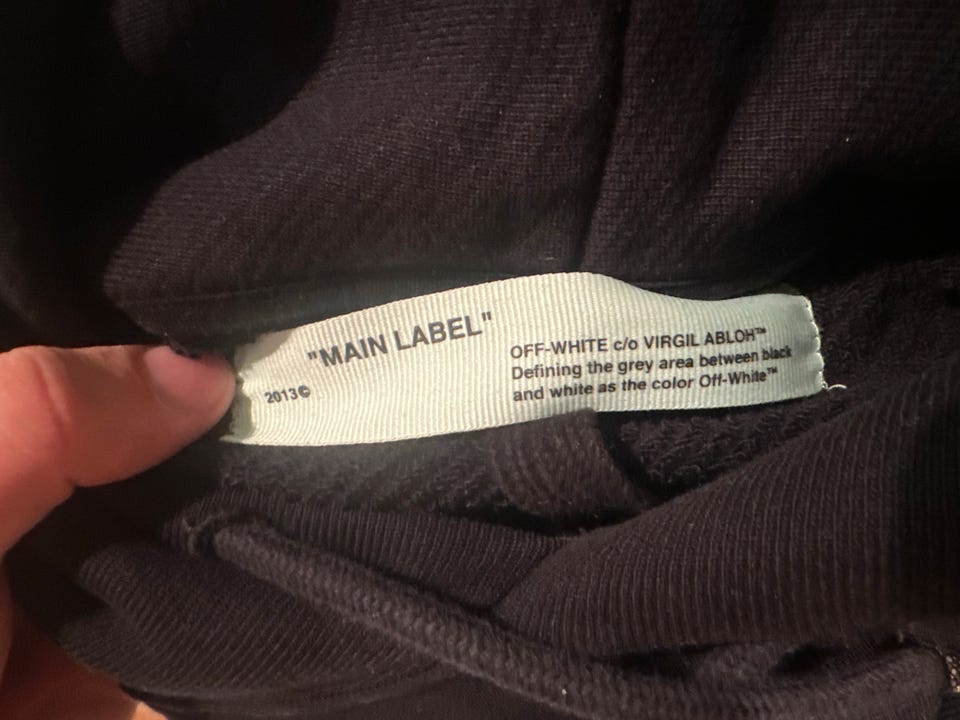 "MAIN LABEL"
2013©
OFF-WHITE c/o VIRGIL ABLOH™
Defining the grey area between black
and white as the color Off-White™